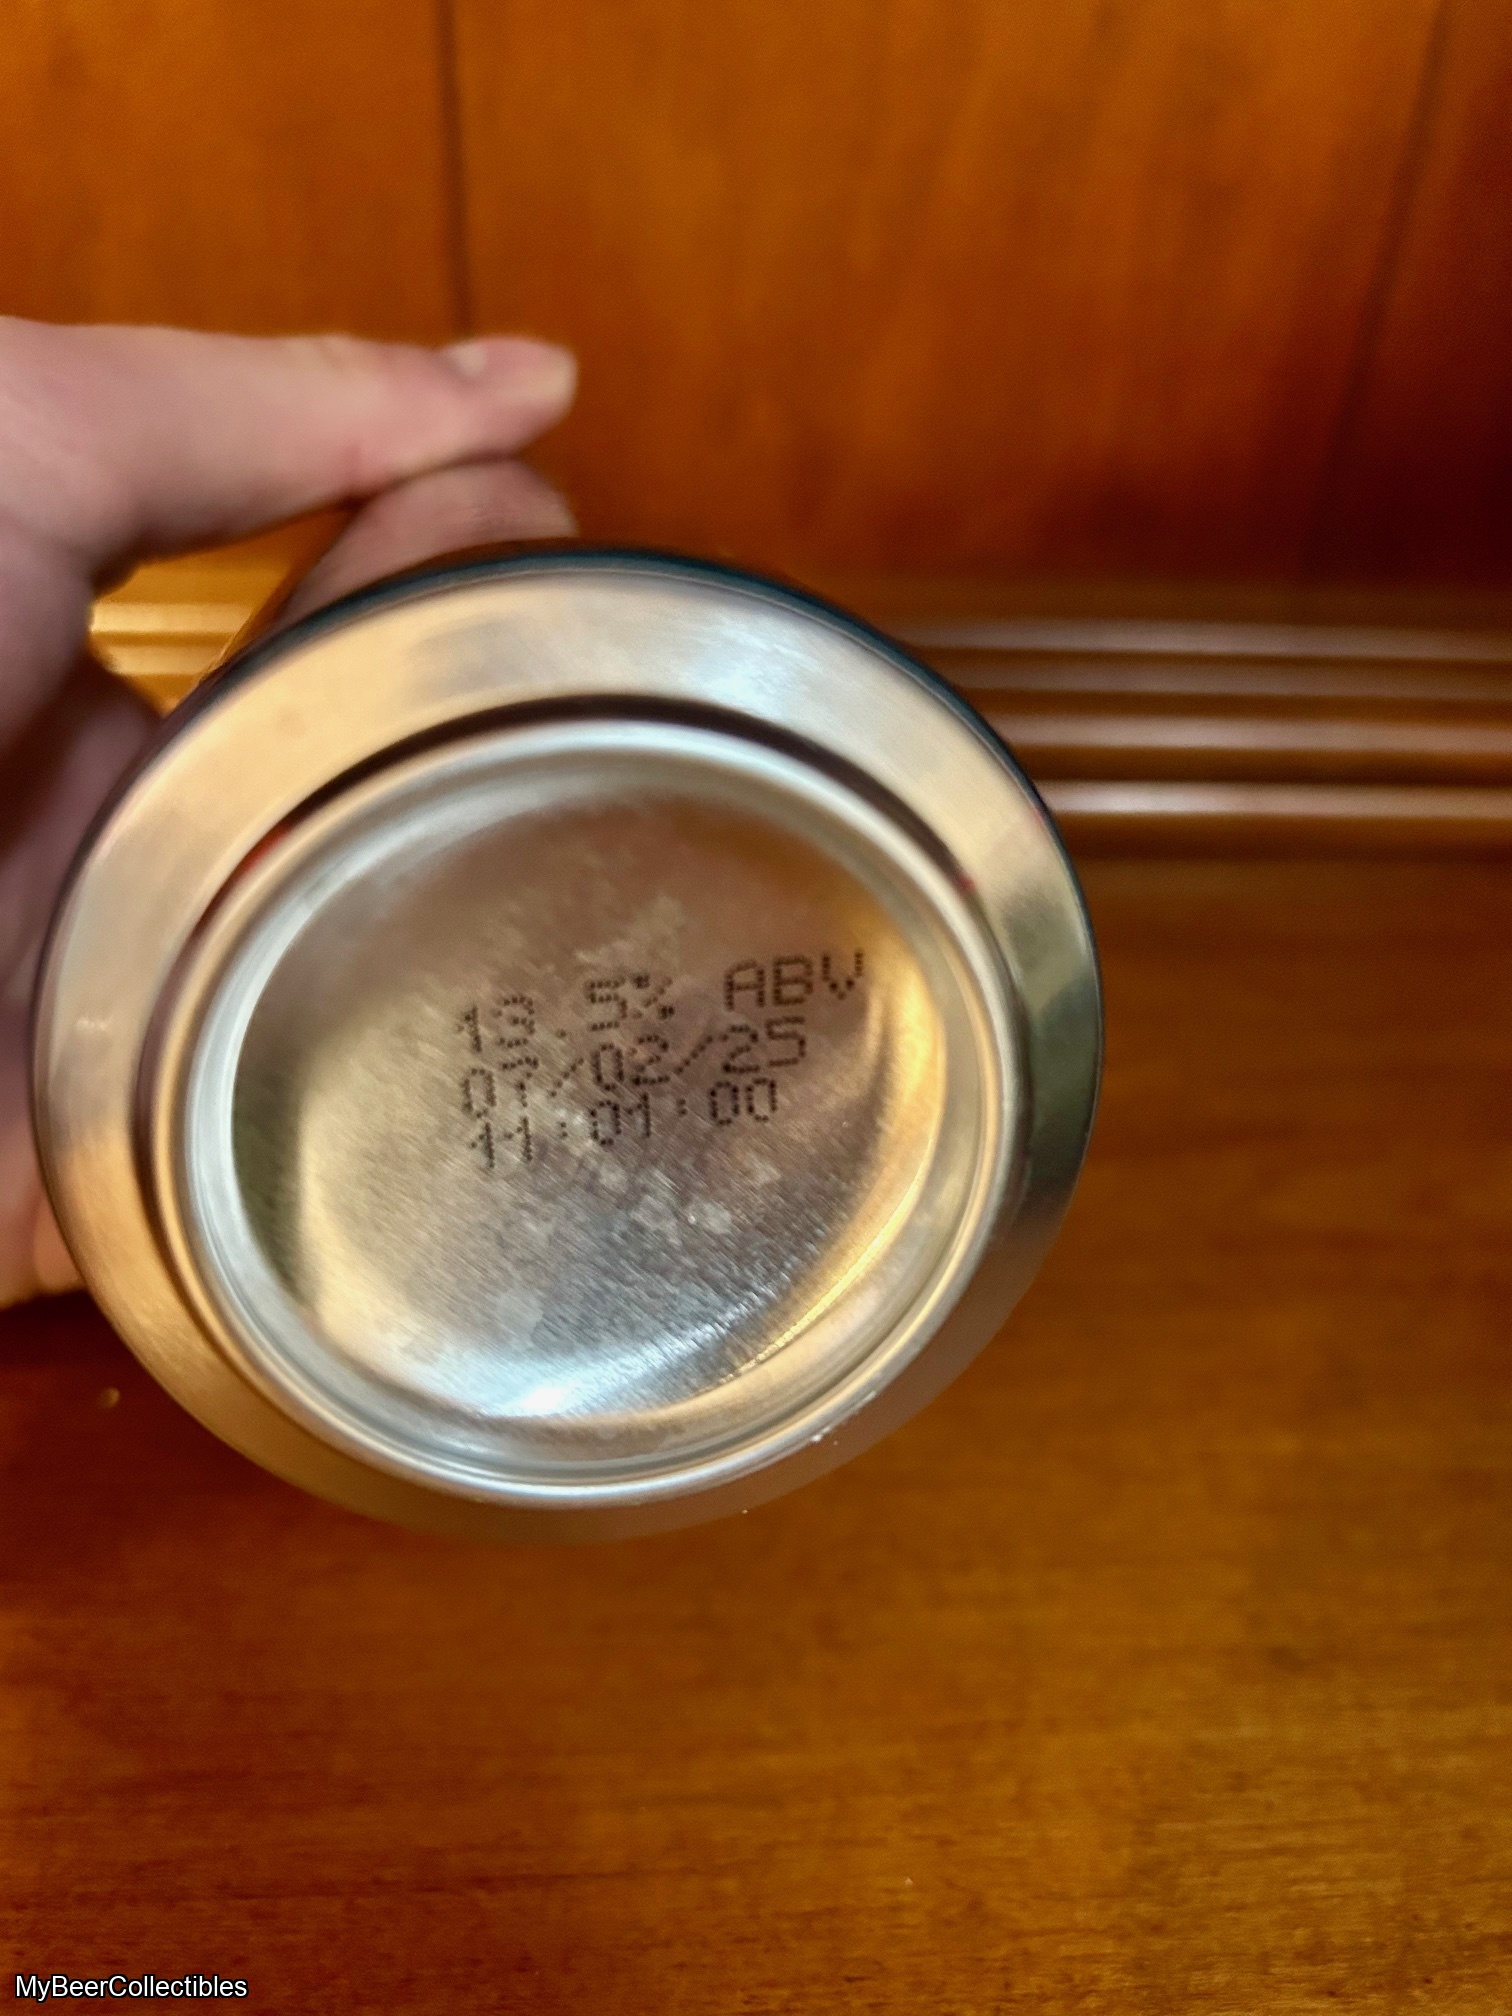 13.5% ABV
07/02/25
11:01:00
MyBeerCollectibles